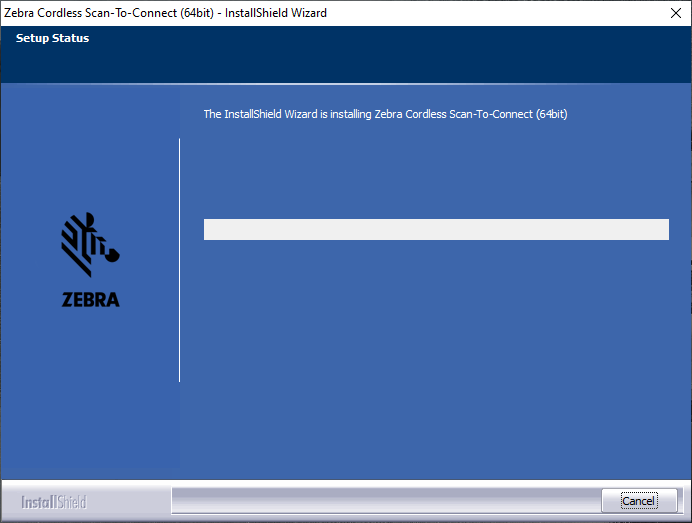 Zebra Cordless Scan-To-Connect (64bit) - InstallShield Wizard
Setup Status
The InstallShield Wizard is installing Zebra Cordless Scan-To-Connect (64bit)
ZEBRA
InstallShield
Cancel